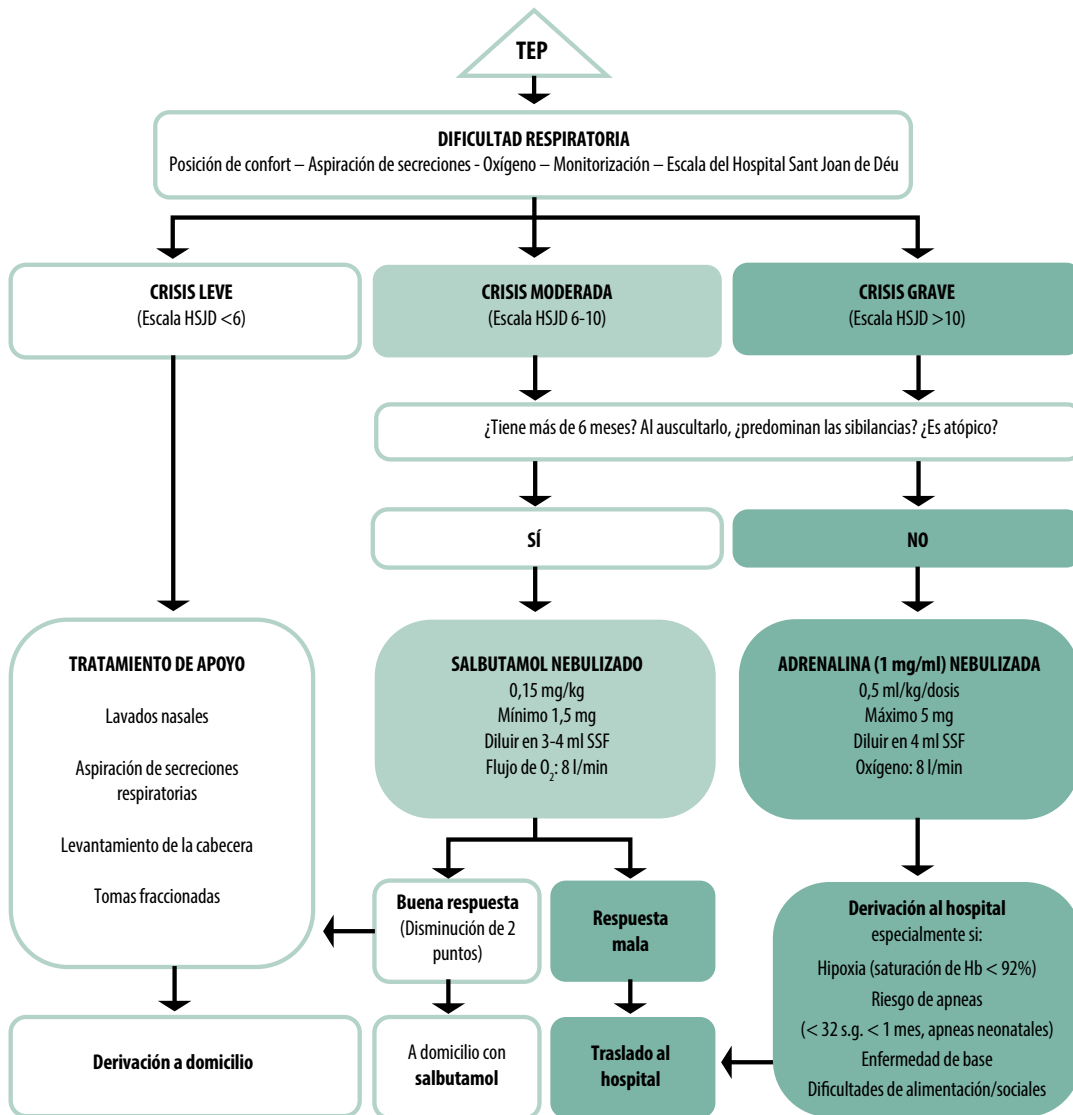 TEP
DIFICULTAD RESPIRATORIA
Posición de confort – Aspiración de secreciones - Oxígeno – Monitorización – Escala del Hospital Sant Joan de Déu
CRISIS LEVE
(Escala HSJD <6)
CRISIS MODERADA
(Escala HSJD 6-10)
CRISIS GRAVE
(Escala HSJD >10)
¿Tiene más de 6 meses? Al auscultarlo, ¿predominan las sibilancias? ¿Es atópico?
SÍ
NO
TRATAMIENTO DE APOYO
Lavados nasales
Aspiración de secreciones
respiratorias
Levantamiento de la cabecera
Tomas fraccionadas
SALBUTAMOL NEBULIZADO
0,15 mg/kg
Mínimo 1,5 mg
Diluir en 3-4 ml SSF
Flujo de O₂: 8 l/min
ADRENALINA (1 mg/ml) NEBULIZADA
0,5 ml/kg/dosis
Máximo 5 mg
Diluir en 4 ml SSF
Oxígeno: 8 l/min
Buena respuesta
(Disminución de 2
puntos)
Respuesta
mala
Derivación al hospital
especialmente si:
Hipoxia (saturación de Hb < 92%)
Riesgo de apneas
(< 32 s.g. < 1 mes, apneas neonatales)
Enfermedad de base
Dificultades de alimentación/sociales
Derivación a domicilio
A domicilio con
salbutamol
Traslado al
hospital